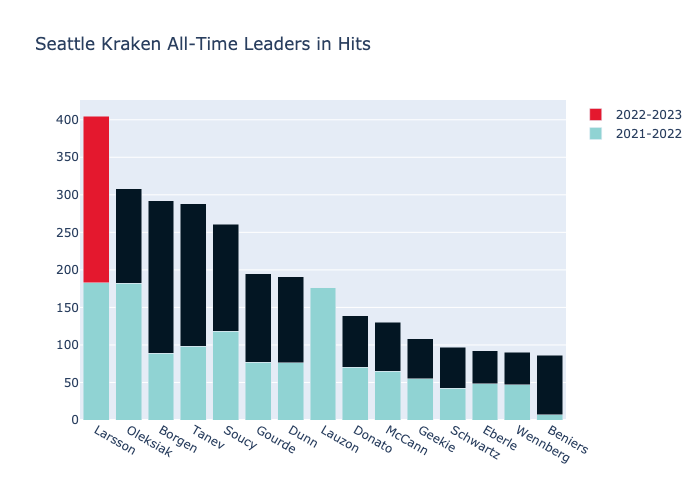 Seattle Kraken All-Time Leaders in Hits
2022-2023
2021-2022
400
350
300
250
200
150
100
50
0
Larsson
Oleksiak
Borgen
Tanev
Soucy
Gourde
Dunn
Lauzon
Donato
McCann
Geekie
Schwartz
Eberle
Wennberg
Beniers